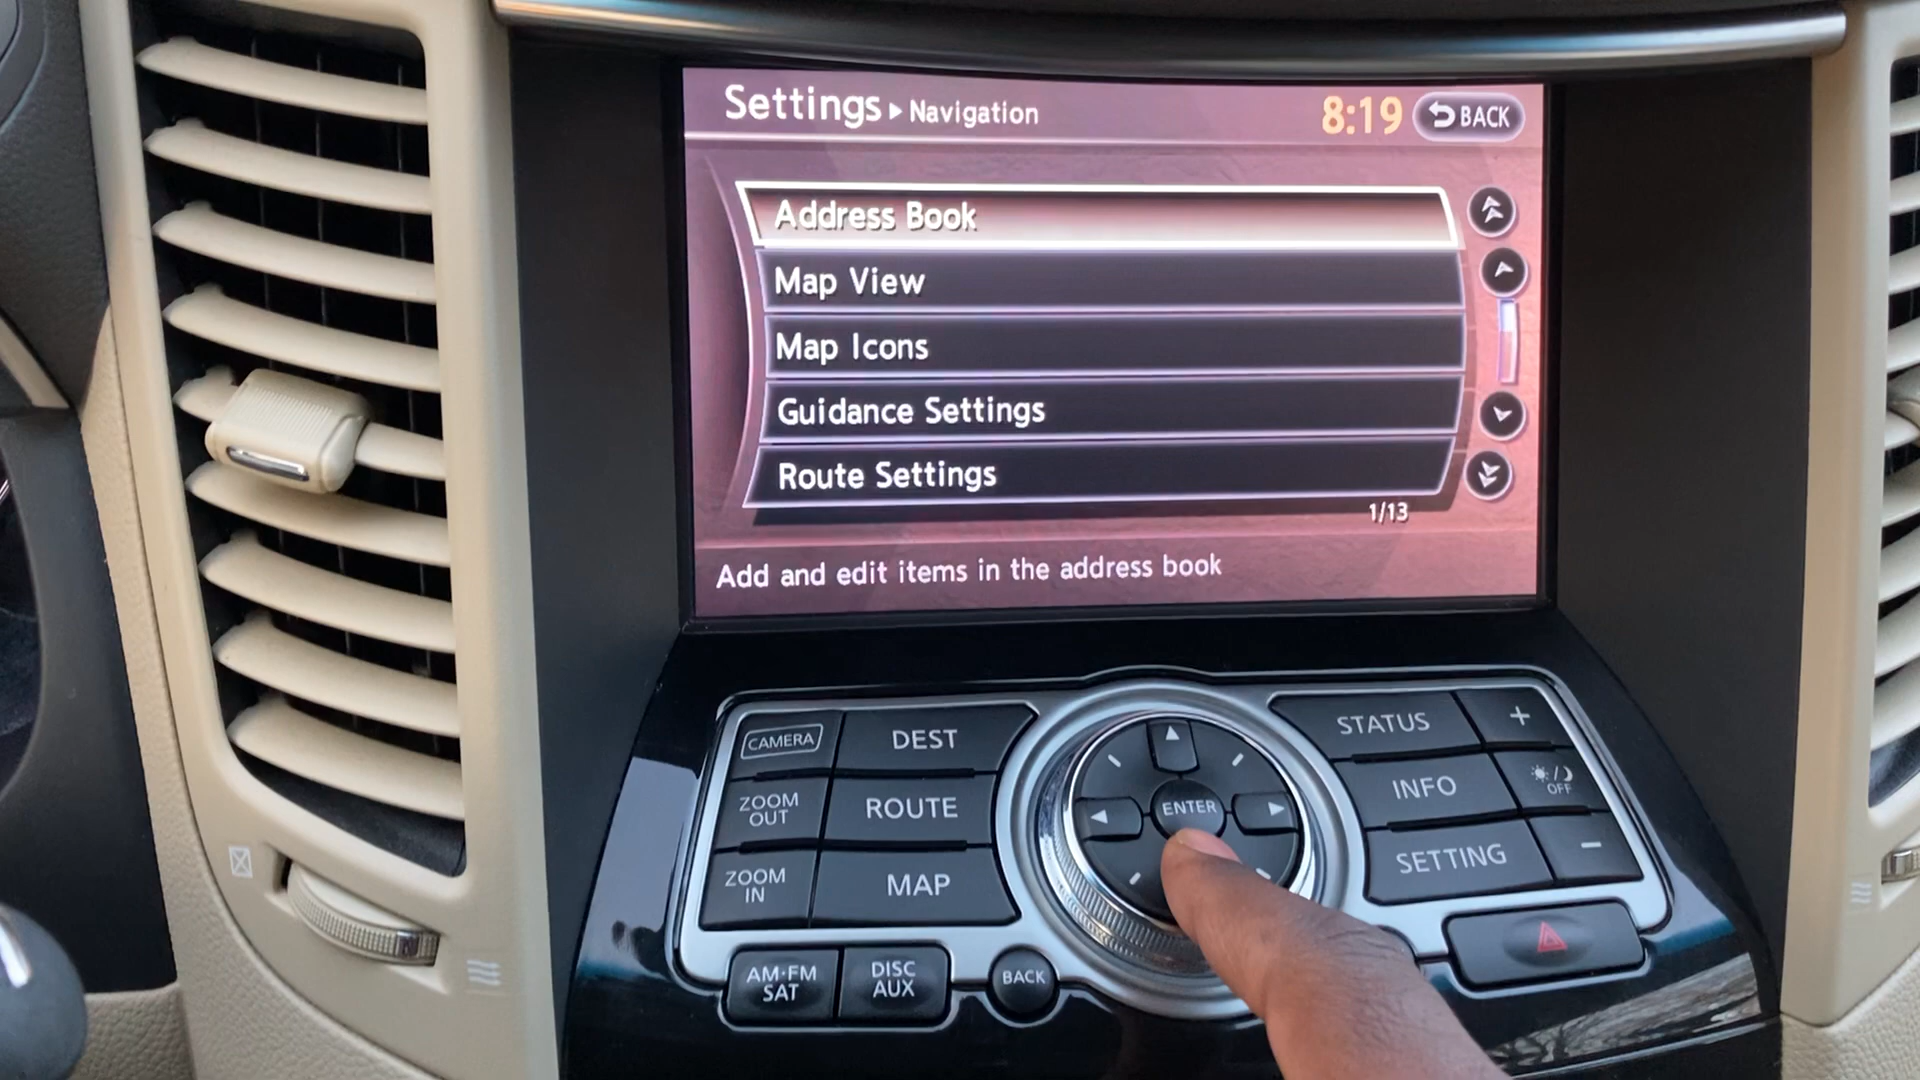 Settings ▸ Navigation 8:19 BACK
Address Book
Map View
Map Icons
Guidance Settings
Route Settings
1/13
Add and edit items in the address book
CAMERA
DEST
ZOOM
OUT
ROUTE
ZOOM
IN
MAP
ENTER
STATUS
+
INFO
OFF
SETTING
-
AM·FM
SAT
DISC
AUX
BACK